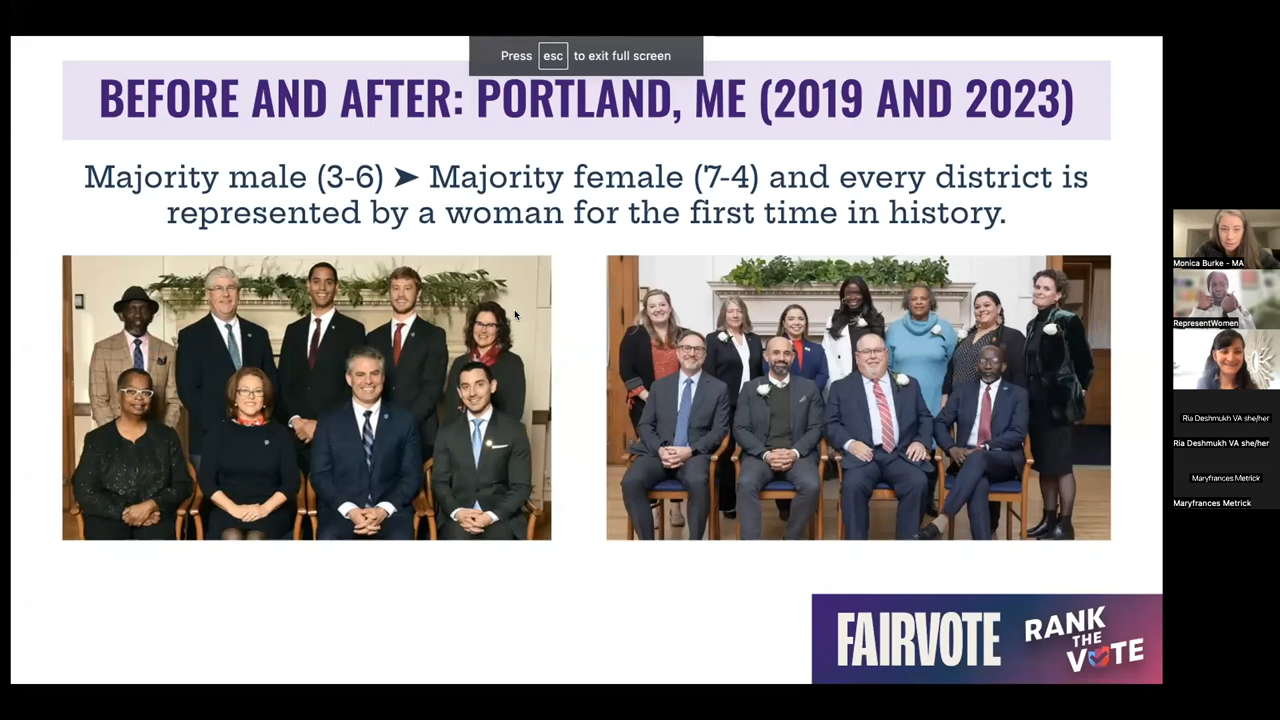 Press esc to exit full screen
BEFORE AND AFTER: PORTLAND, ME (2019 AND 2023)
Majority male (3-6) ➤ Majority female (7-4) and every district is
represented by a woman for the first time in history.
FAIRVOTE
RANK
THE
VOTE
Monica Burke - MA
RepresentWomen
Ria Deshmukh VA she/her
Ria Deshmukh VA she/her
Maryfrances Metrick
Maryfrances Metrick